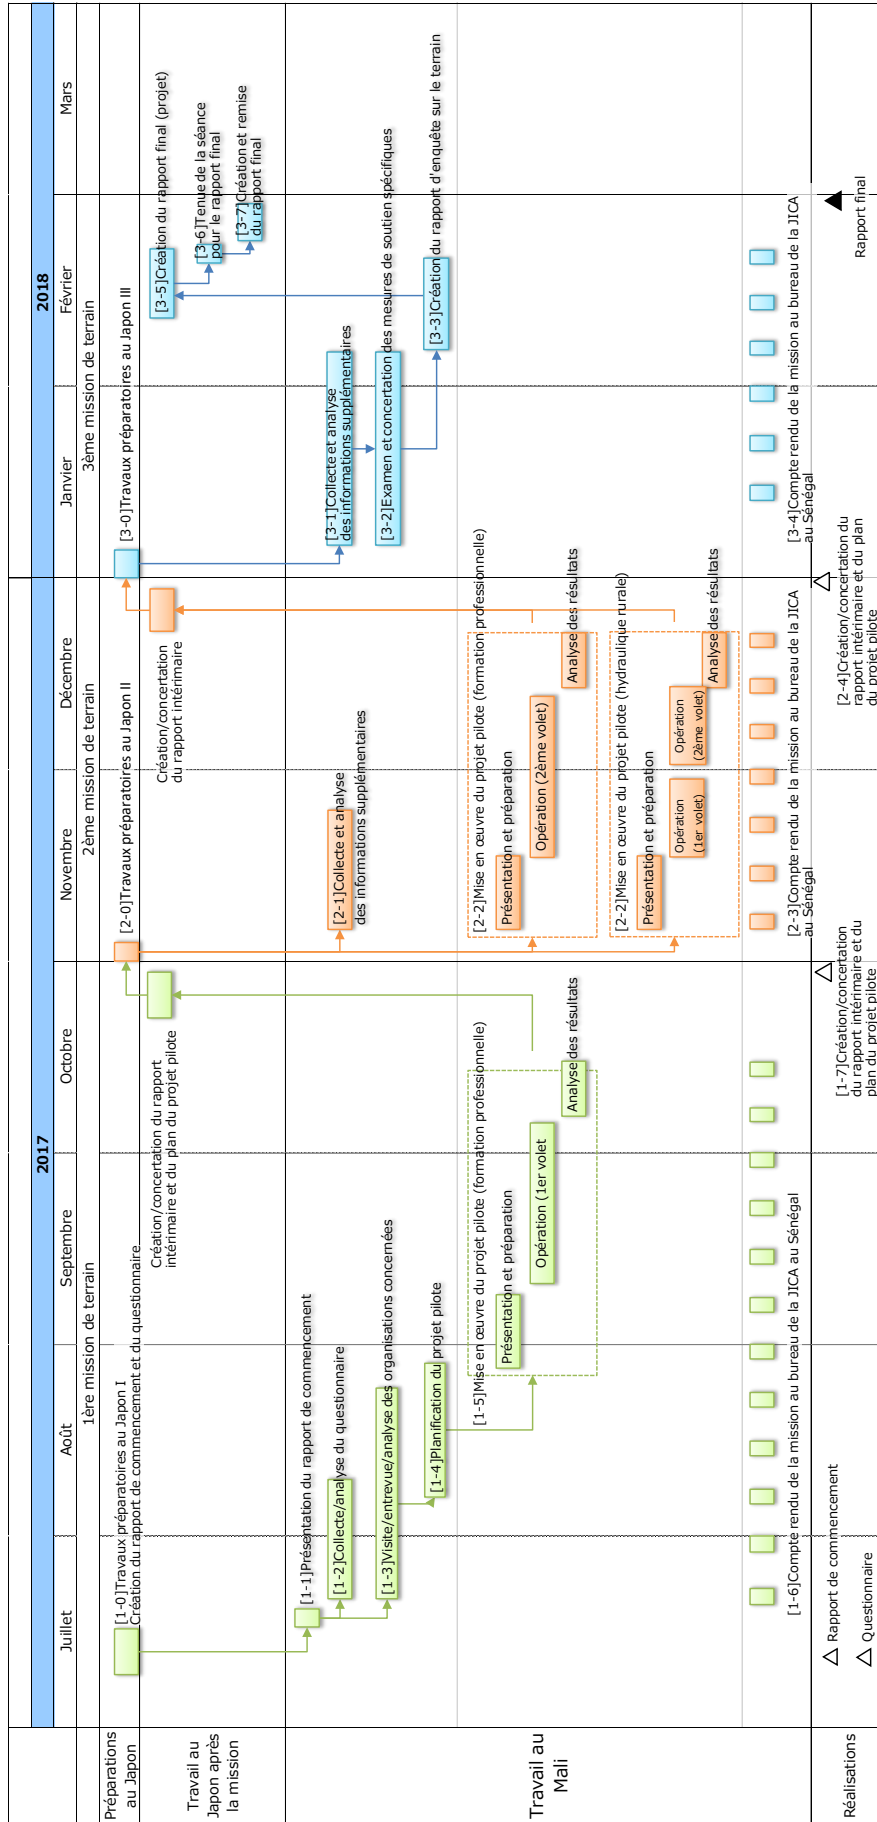 2017
2018
Juillet
Août
Septembre
Octobre
Novembre
Décembre
Janvier
Février
Mars
1ère mission de terrain
2ème mission de terrain
3ème mission de terrain
Préparations
au Japon
[1-0]Travaux préparatoires au Japon I
Création du rapport de commencement et du questionnaire
[2-0]Travaux préparatoires au Japon II
[3-0]Travaux préparatoires au Japon III
Travail au
Japon après
la mission
Création/concertation du rapport
intérimaire et du plan du projet pilote
Création/concertation
du rapport intérimaire
[3-5]Création du rapport final (projet)
[3-6]Tenue de la séance
pour le rapport final
[3-7]Création et remise
du rapport final
Travail au
Mali
[1-1]Présentation du rapport de commencement
[1-2]Collecte/analyse du questionnaire
[1-3]Visite/entrevue/analyse des organisations concernées
[1-4]Planification du projet pilote
[1-5]Mise en œuvre du projet pilote (formation professionnelle)
Présentation et préparation
Opération (1er volet
Analyse des résultats
[2-1]Collecte et analyse
des informations supplémentaires
[2-2]Mise en œuvre du projet pilote (formation professionnelle)
Présentation et préparation
Opération (2ème volet)
Analyse des résultats
[2-2]Mise en œuvre du projet pilote (hydraulique rurale)
Présentation et préparation
Opération
(1er volet)
Opération
(2ème volet)
Analyse des résultats
[3-1]Collecte et analyse
des informations supplémentaires
[3-2]Examen et concertation des mesures de soutien spécifiques
[3-3]Création du rapport d'enquête sur le terrain
[1-6]Compte rendu de la mission au bureau de la JICA au Sénégal
[2-3]Compte rendu de la mission au bureau de la JICA
au Sénégal
[3-4]Compte rendu de la mission au bureau de la JICA
au Sénégal
Réalisations
Rapport de commencement
Questionnaire
[1-7]Création/concertation
du rapport intérimaire et du
plan du projet pilote
[2-4]Création/concertation du
rapport intérimaire et du plan
du projet pilote
Rapport final